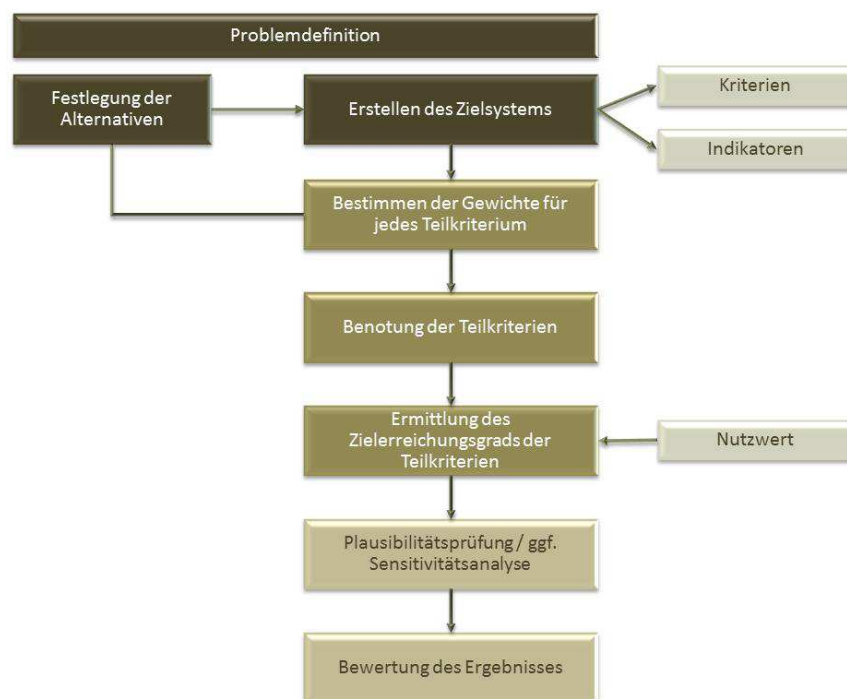 Problemdefinition
Festlegung der
Alternativen
Erstellen des Zielsystems
Kriterien
Indikatoren
Bestimmen der Gewichte für
jedes Teilkriterium
Benotung der Teilkriterien
Ermittlung des
Zielerreichungsgrads der
Teilkriterien
Nutzwert
Plausibilitätsprüfung / ggf.
Sensitivitätsanalyse
Bewertung des Ergebnisses